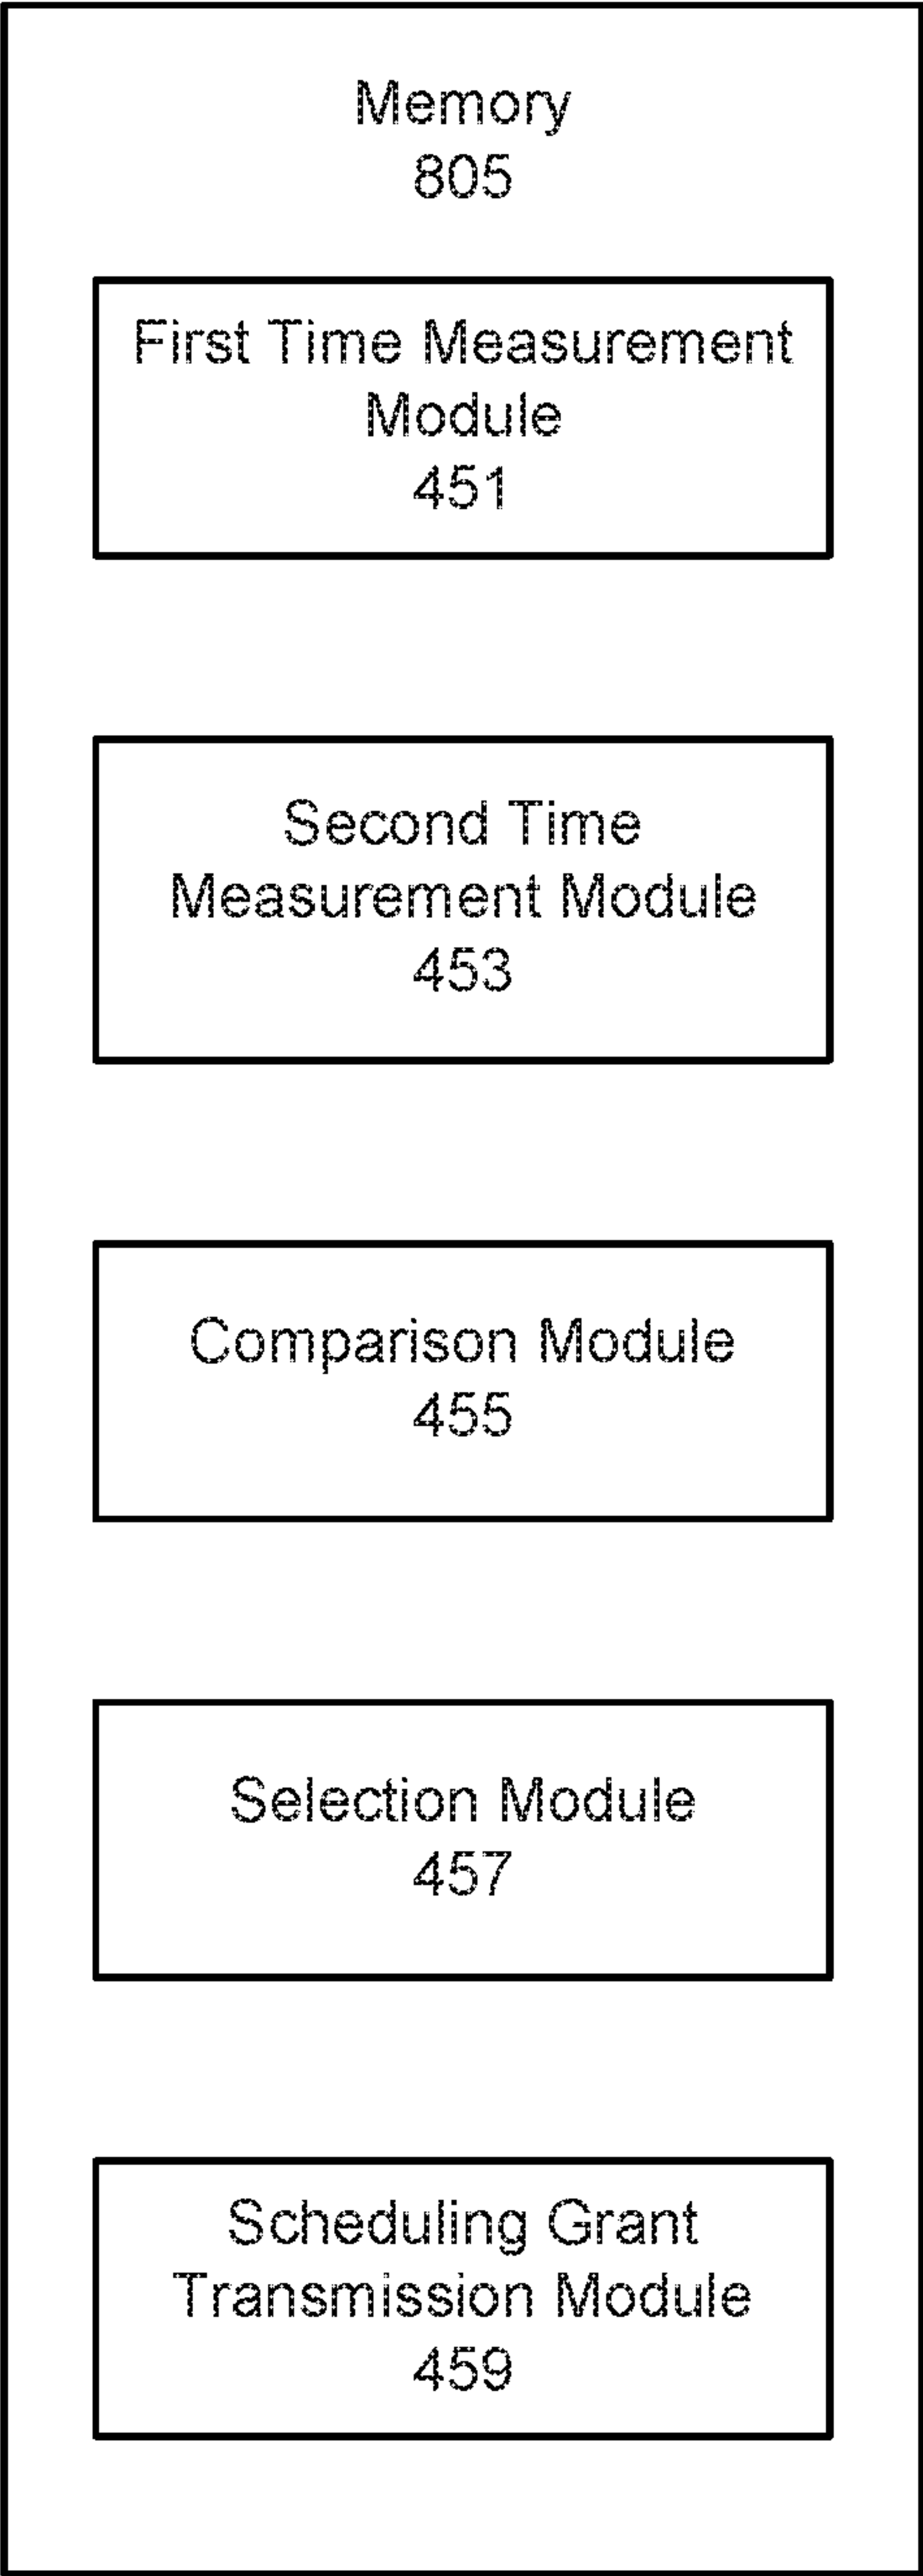 Memory
805
First Time Measurement
Module
451
Second Time
Measurement Module
453
Comparison Module
455
Selection Module
457
Scheduling Grant
Transmission Module
459